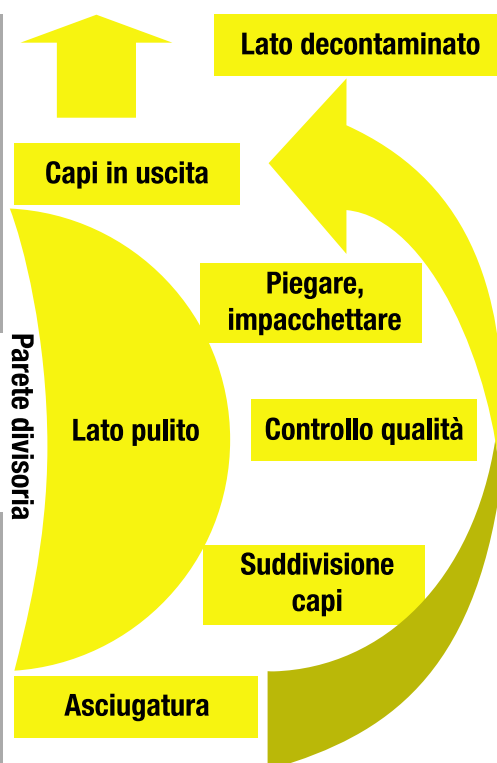 Lato decontaminato
Capi in uscita
Piegare,
impacchettare
Parete divisoria
Lato pulito
Controllo qualità
Suddivisione
capi
Asciugatura